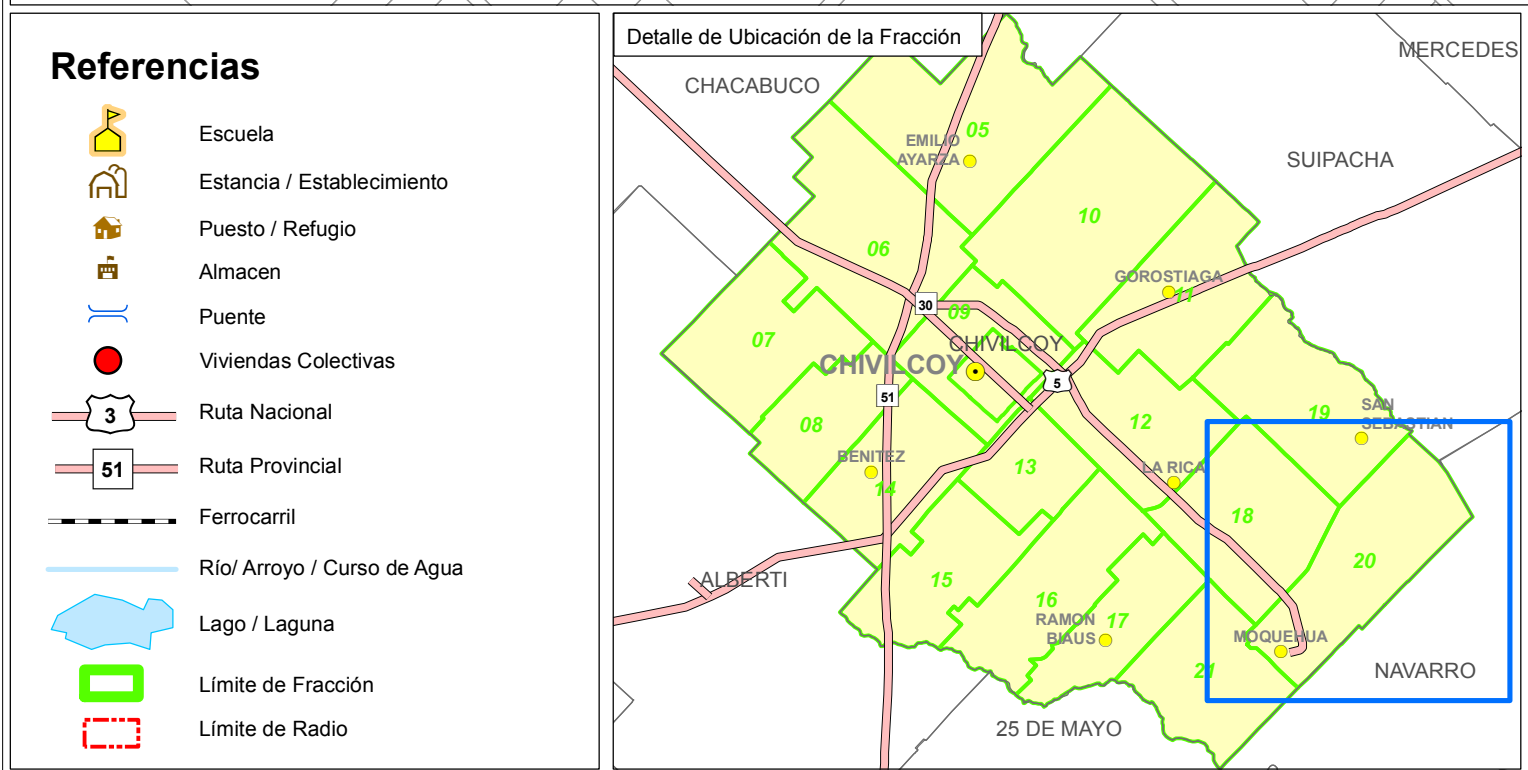 Referencias
Escuela
Estancia / Establecimiento
Puesto / Refugio
Almacen
Puente
Viviendas Colectivas
3
Ruta Nacional
51
Ruta Provincial
Ferrocarril
Río/ Arroyo / Curso de Agua
Lago / Laguna
Límite de Fracción
Límite de Radio
Detalle de Ubicación de la Fracción
MERCEDES
CHACABUCO
05
EMILIO
AYARZA
SUIPACHA
10
06
GOROSTIAGA
11
30
09
07
CHIVILCOY
CHIVILCOY
5
51
19
SAN
SEBASTIAN
08
12
BENITEZ
14
13
LA RICA
18
20
ALBERTI
15
16
RAMON
BIAUS
17
MOQUEHUA
21
NAVARRO
25 DE MAYO